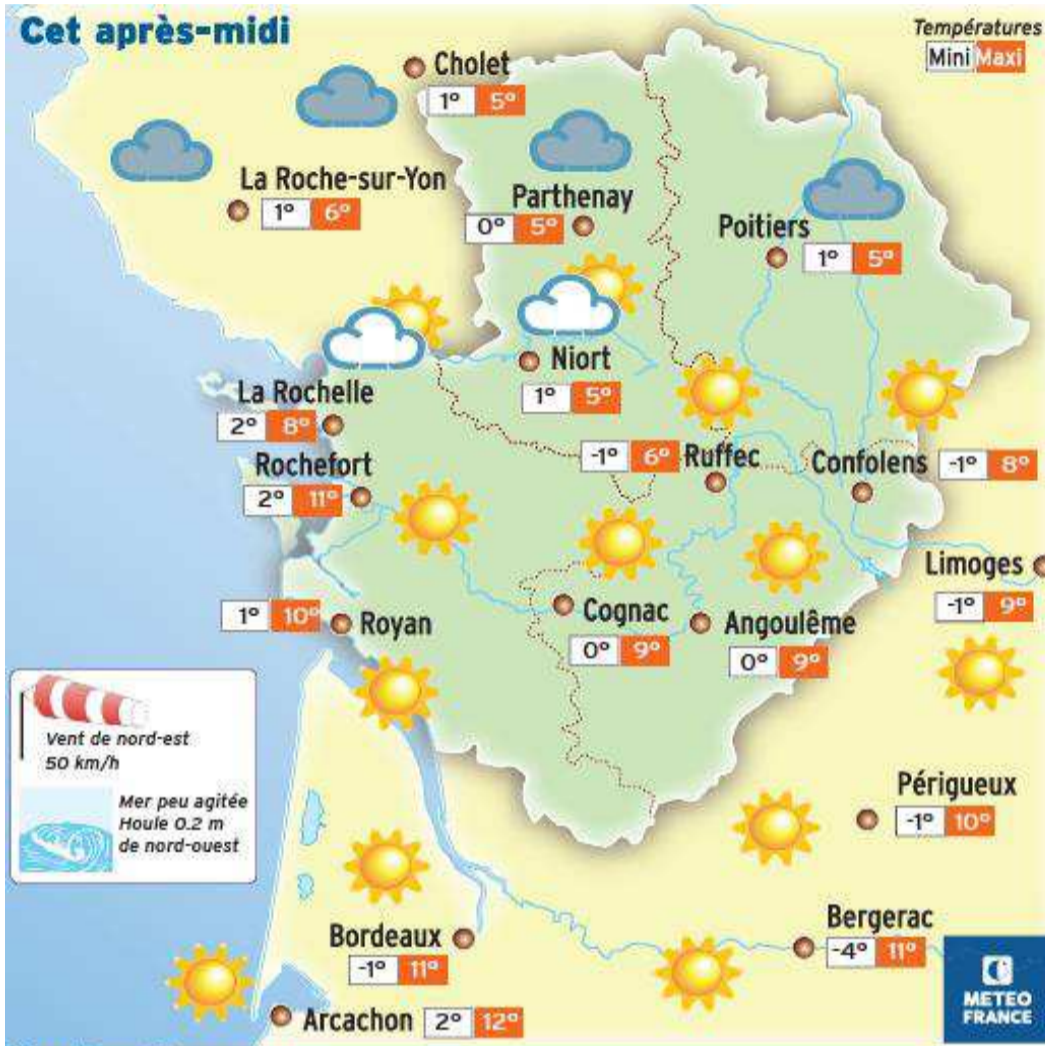 Cet après-midi
Températures
Mini Maxi
Cholet
1° 5°
La Roche-sur-Yon
1° 6°
Parthenay
0° 5°
Poitiers
1° 5°
Niort
1° 5°
La Rochelle
2° 8°
Rochefort
2° 11°
-1° 6° Ruffec
Confolens -1° 8°
Limoges
-1° 9°
1° 10° Royan
Cognac
0° 9°
Angoulême
0° 9°
Vent de nord-est
50 km/h
Mer peu agitée
Houle 0.2 m
de nord-ouest
Périgueux
-1° 10°
Bordeaux
-1° 11°
Bergerac
-4° 11°
Arcachon 2° 12°
METEO
FRANCE